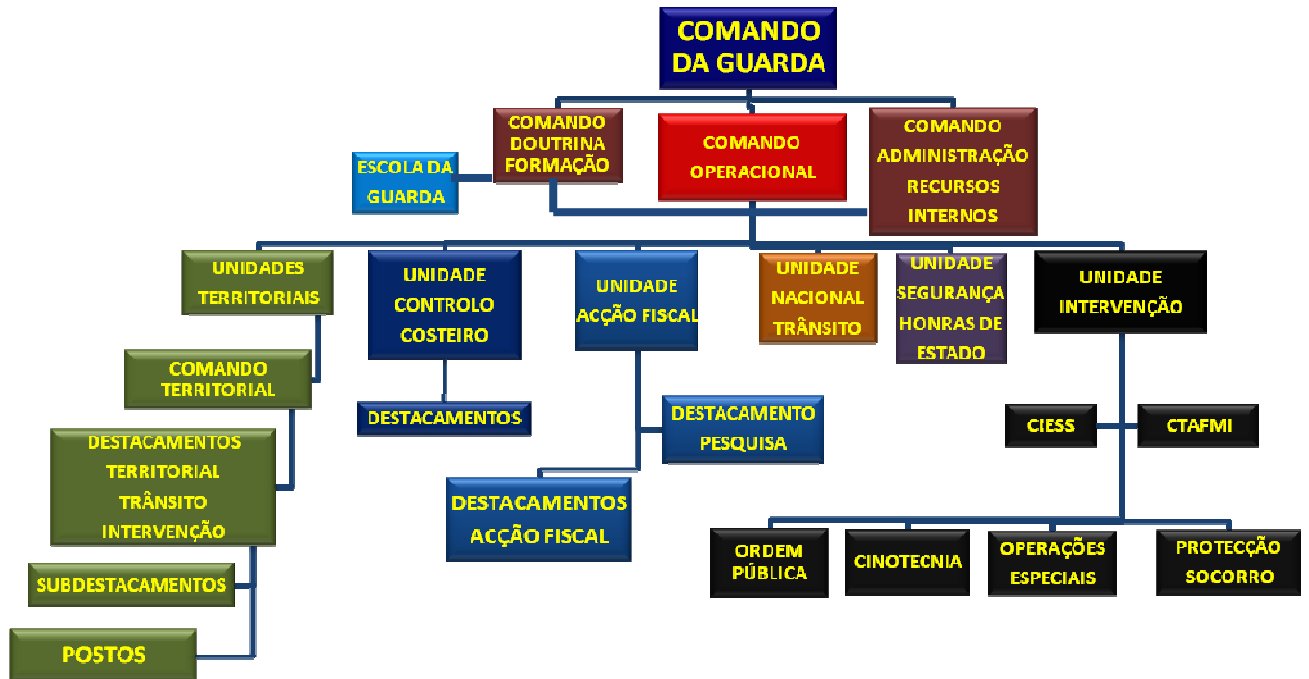 COMANDO
DA GUARDA
COMANDO
DOUTRINA
FORMAÇÃO
COMANDO
OPERACIONAL
COMANDO
ADMINISTRAÇÃO
RECURSOS
INTERNOS
ESCOLA DA
GUARDA
UNIDADES
TERRITORIAIS
UNIDADE
CONTROLO
COSTEIRO
UNIDADE
ACÇÃO FISCAL
UNIDADE
NACIONAL
TRÂNSITO
UNIDADE
SEGURANÇA
HONRAS DE
ESTADO
UNIDADE
INTERVENÇÃO
COMANDO
TERRITORIAL
DESTACAMENTOS
DESTACAMENTO
PESQUISA
CIESS
CTAFMI
DESTACAMENTOS
TERRITORIAL
TRÂNSITO
INTERVENÇÃO
DESTACAMENTOS
ACÇÃO FISCAL
ORDEM
PÚBLICA
CINOTECNIA
OPERAÇÕES
ESPECIAIS
PROTECÇÃO
SOCORRO
SUBDESTACAMENTOS
POSTOS